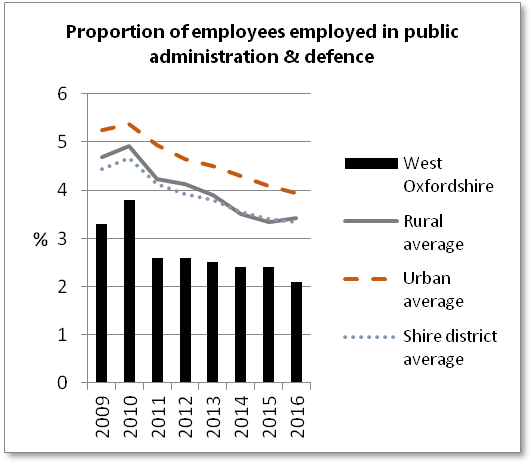 Proportion of employees employed in public
administration & defence
6
5
4
3
2
1
0
%
2009
2010
2011
2012
2013
2014
2015
2016
West
Oxfordshire
Rural
average
Urban
average
Shire district
average